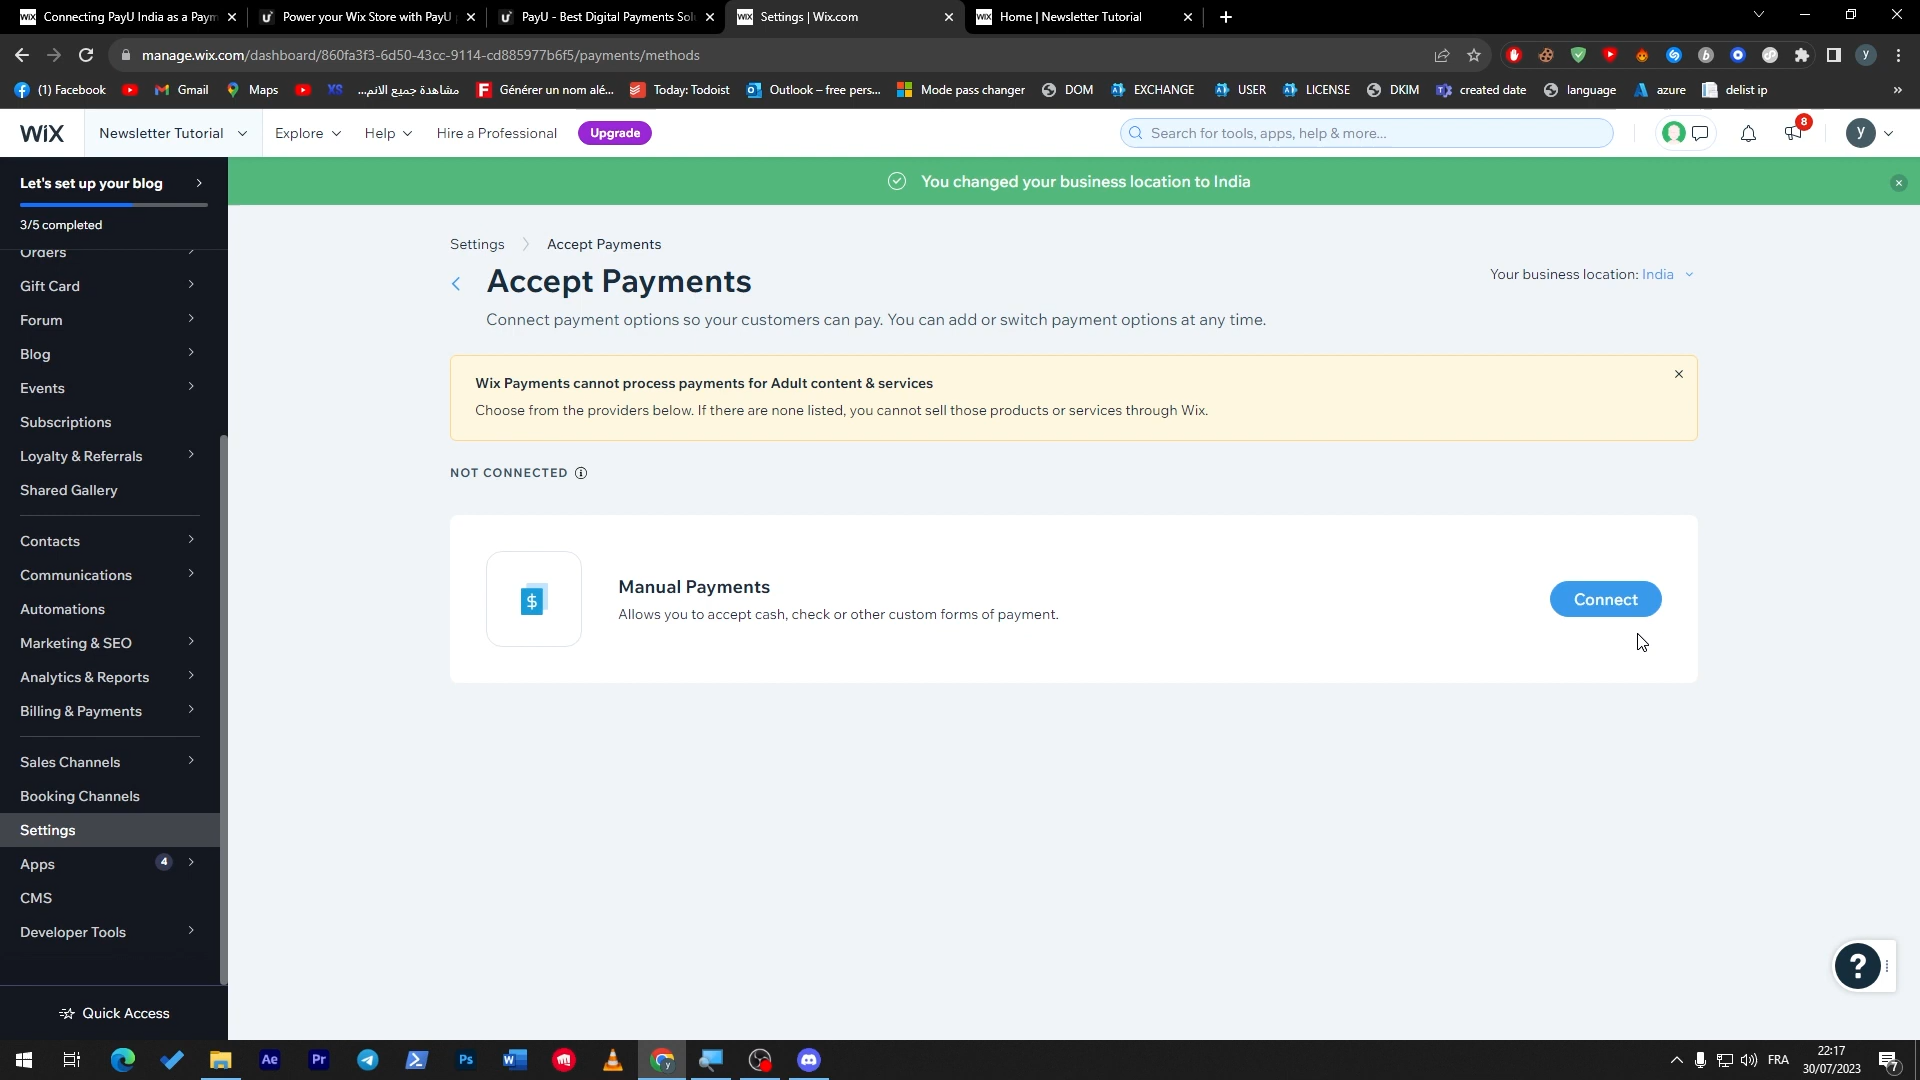 Connecting PayU India as a Paym
Power your Wix Store with PayU
PayU - Best Digital Payments Sol
Settings | Wix.com
Home | Newsletter Tutorial
manage.wix.com/dashboard/860fa3f3-6d50-43cc-9114-cd885977b6f5/payments/methods
(1) Facebook
Gmail
Maps
XS
مشاهدة جميع الانم...
Générer un nom alé...
Today: Todoist
Outlook – free pers...
Mode pass changer
DOM
EXCHANGE
USER
LICENSE
DKIM
created date
language
azure
delist ip
WIX
Newsletter Tutorial
Explore
Help
Hire a Professional
Upgrade
Search for tools, apps, help & more...
8
y
Let's set up your blog
3/5 completed
Orders
Gift Card
Forum
Blog
Events
Subscriptions
Loyalty & Referrals
Shared Gallery
Contacts
Communications
Automations
Marketing & SEO
Analytics & Reports
Billing & Payments
Sales Channels
Booking Channels
Settings
Apps 4
CMS
Developer Tools
Quick Access
You changed your business location to India
Settings
Accept Payments
Accept Payments
Your business location: India
Connect payment options so your customers can pay. You can add or switch payment options at any time.
Wix Payments cannot process payments for Adult content & services
Choose from the providers below. If there are none listed, you cannot sell those products or services through Wix.
NOT CONNECTED
Manual Payments
Allows you to accept cash, check or other custom forms of payment.
Connect
?
FRA
22:17
30/07/2023
7